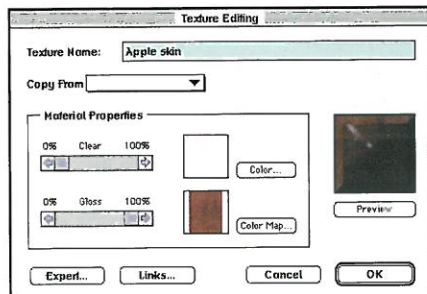 Texture Editing
Texture Name: Apple skin
Copy From
Material Properties
0% Clear 100%
Color...
0% Gloss 100%
Color Map...
Preview
Expert... Links... Cancel OK